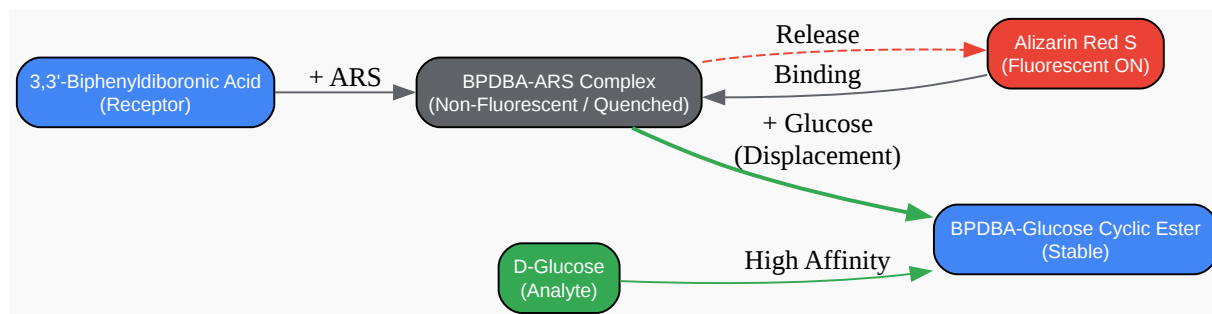 3,3'-Biphenyldiboronic Acid
(Receptor)
+ ARS
BPDBA-ARS Complex
(Non-Fluorescent / Quenched)
Release
Binding
Alizarin Red S
(Fluorescent ON)
+ Glucose
(Displacement)
BPDBA-Glucose Cyclic Ester
(Stable)
D-Glucose
(Analyte)
High Affinity